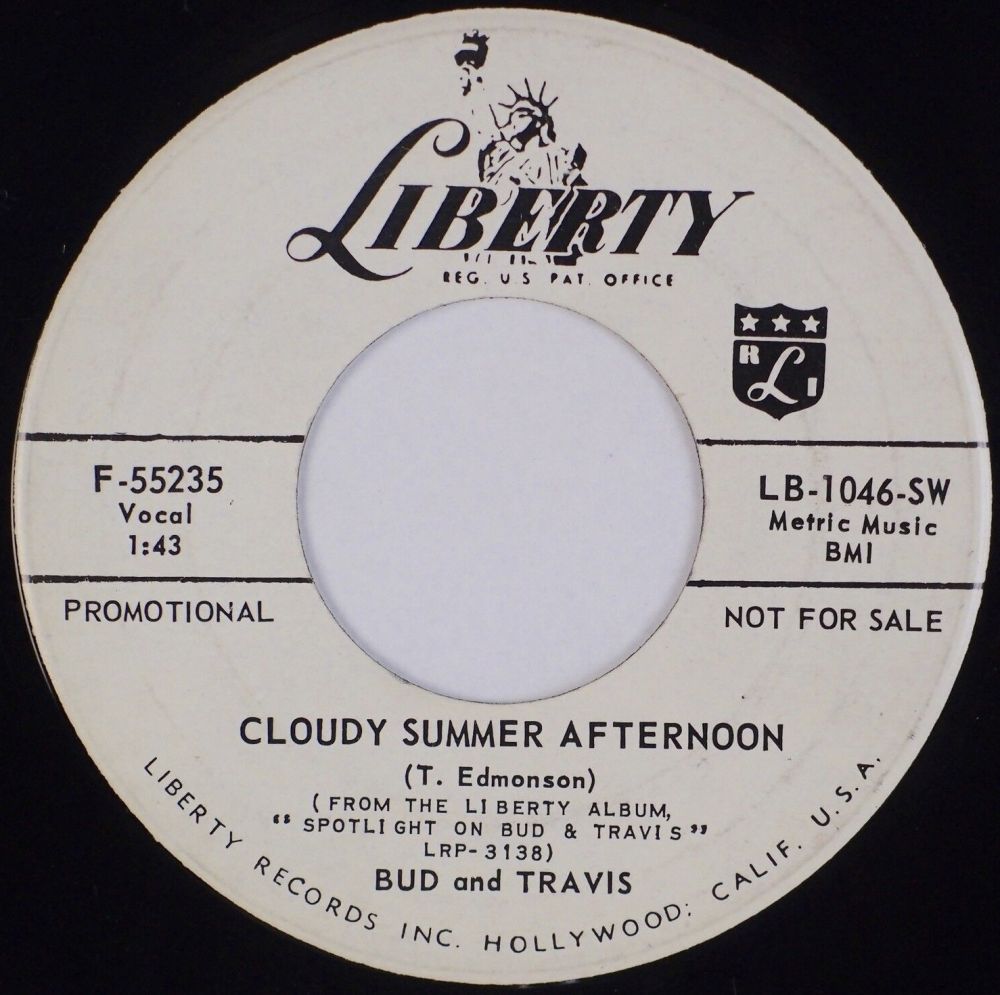 LIBERTY
REG. U S PAT. OFFICE
R L I
F-55235
Vocal
1:43
LB-1046-SW
Metric Music
BMI
PROMOTIONAL
NOT FOR SALE
CLOUDY SUMMER AFTERNOON
(T. Edmonson)
(FROM THE LIBERTY ALBUM,
"SPOTLIGHT ON BUD & TRAVIS"
LRP-3138)
BUD and TRAVIS
LIBERTY RECORDS INC. HOLLYWOOD: CALIF. U.S.A.